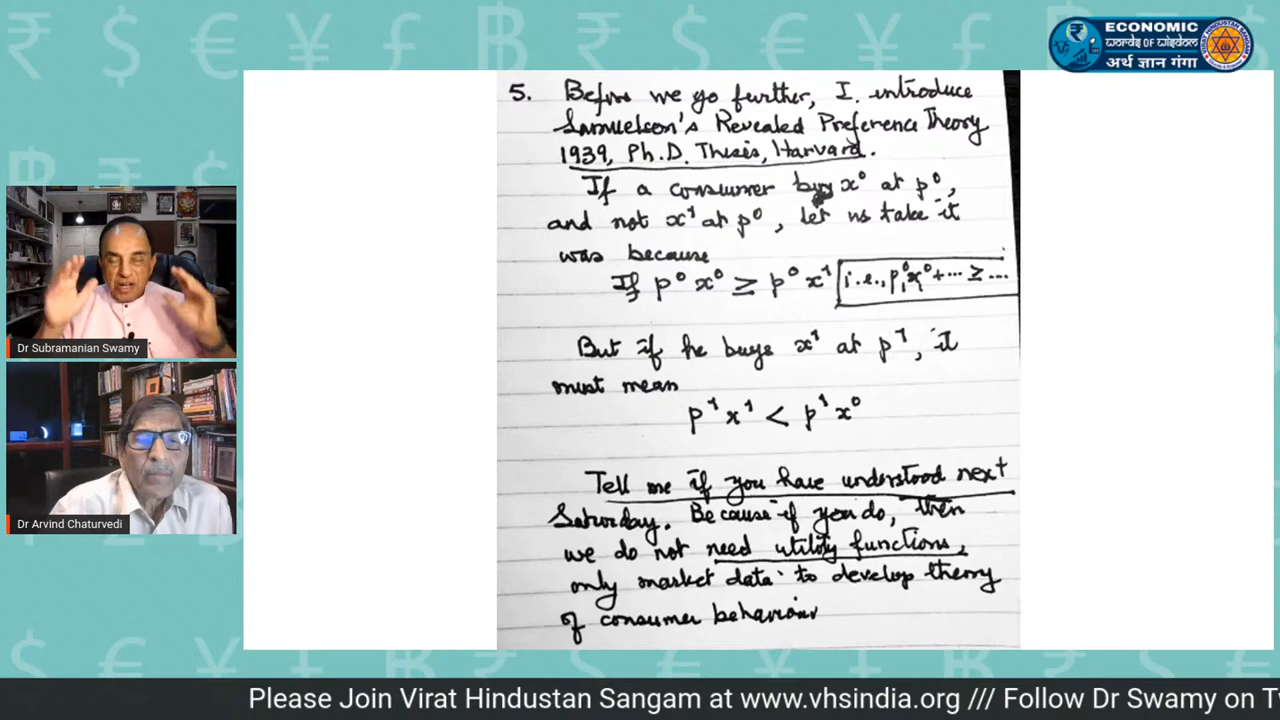 ECONOMIC
WORDS OF WISDOM
अर्थ ज्ञान गंगा
5. Before we go further, I introduce
Samuelson's Revealed Preference Theory
1939, Ph.D. Thesis, Harvard.
If a consumer buys x⁰ at p⁰,
and not x¹ at p⁰, let us take it
was because
If p⁰x⁰ ≥ p⁰x¹ i.e., p₁⁰x₁⁰+ ... ≥ ...
But if he buys x¹ at p¹, it
must mean
p¹x¹ < p¹x⁰
Tell me if you have understood next
Saturday. Because if you do, then
we do not need utility functions,
only market data to develop theory
of consumer behaviour
Dr Subramanian Swamy
Dr Arvind Chaturvedi
Please Join Virat Hindustan Sangam at www.vhsindia.org /// Follow Dr Swamy on T